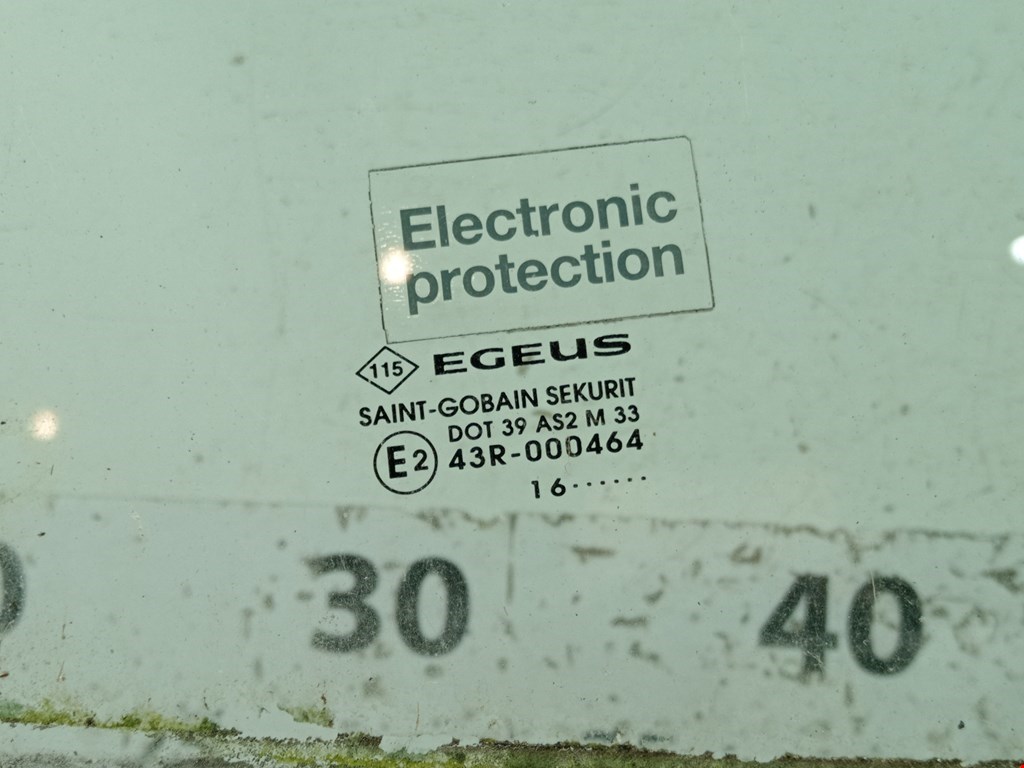 Electronic
protection
115 EGEUS
SAINT-GOBAIN SEKURIT
DOT 39 AS2 M 33
E2 43R-000464
16······
30 40